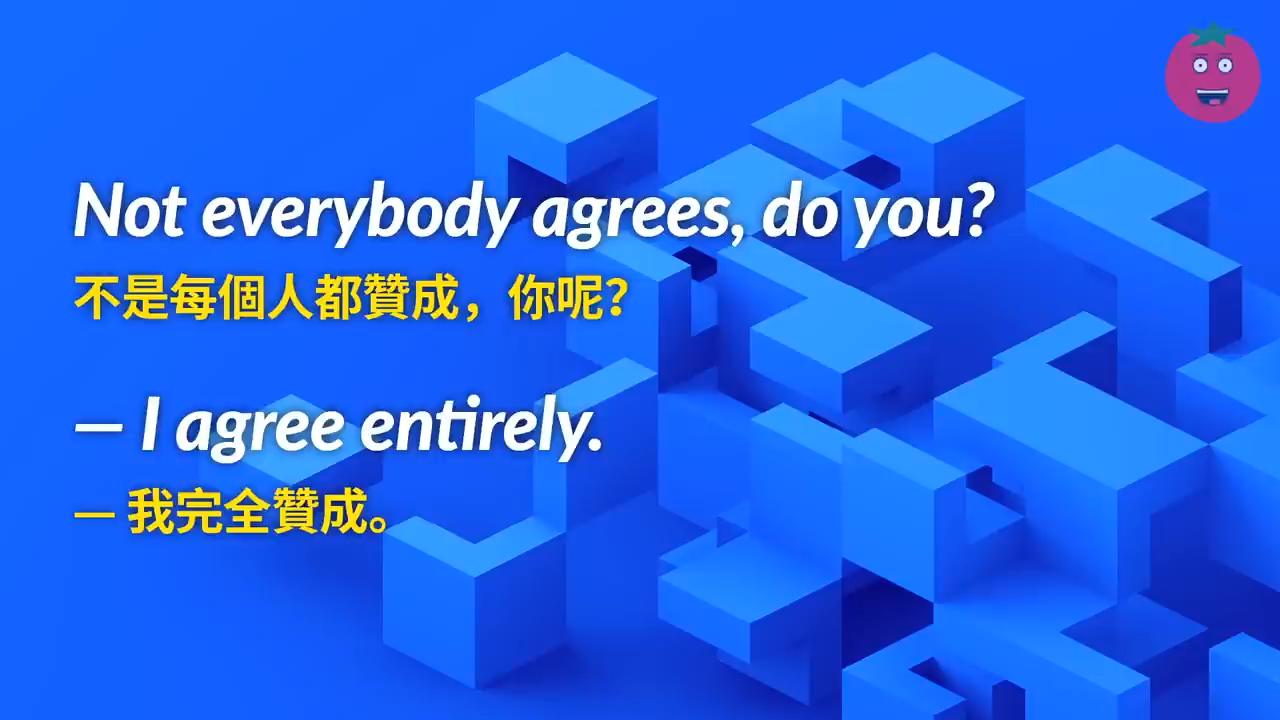 Not everybody agrees, do you?
不是每個人都贊成，你呢？
— I agree entirely.
— 我完全贊成。